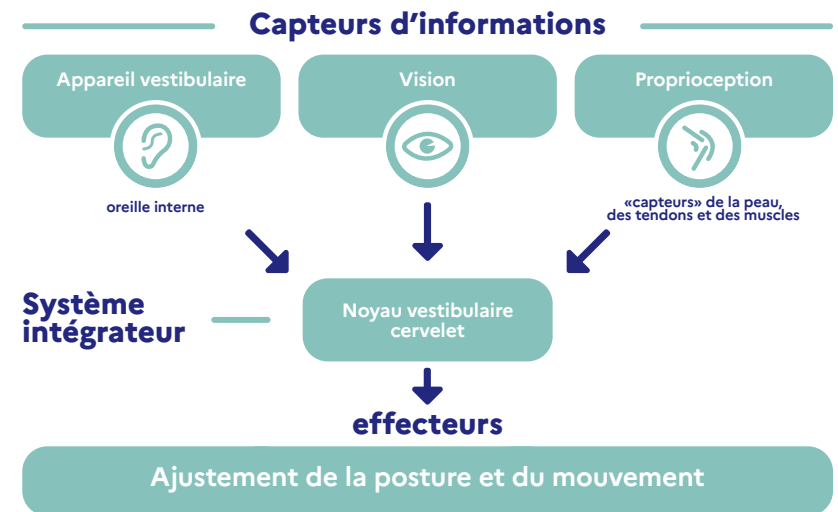 Capteurs d'informations
Appareil vestibulaire
Vision
Proprioception
oreille interne
«capteurs» de la peau,
des tendons et des muscles
Système
intégrateur
Noyau vestibulaire
cervelet
effecteurs
Ajustement de la posture et du mouvement